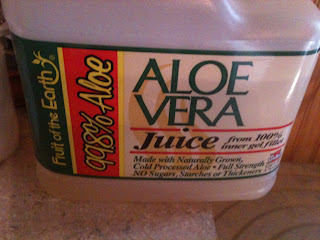 Fruit of the Earth
99.8% Aloe
ALOE
VERA
Juice from 100%
inner gel fillet
Made with Naturally Grown,
Cold Processed Aloe • Full Strength
NO Sugars, Starches or Thickeners